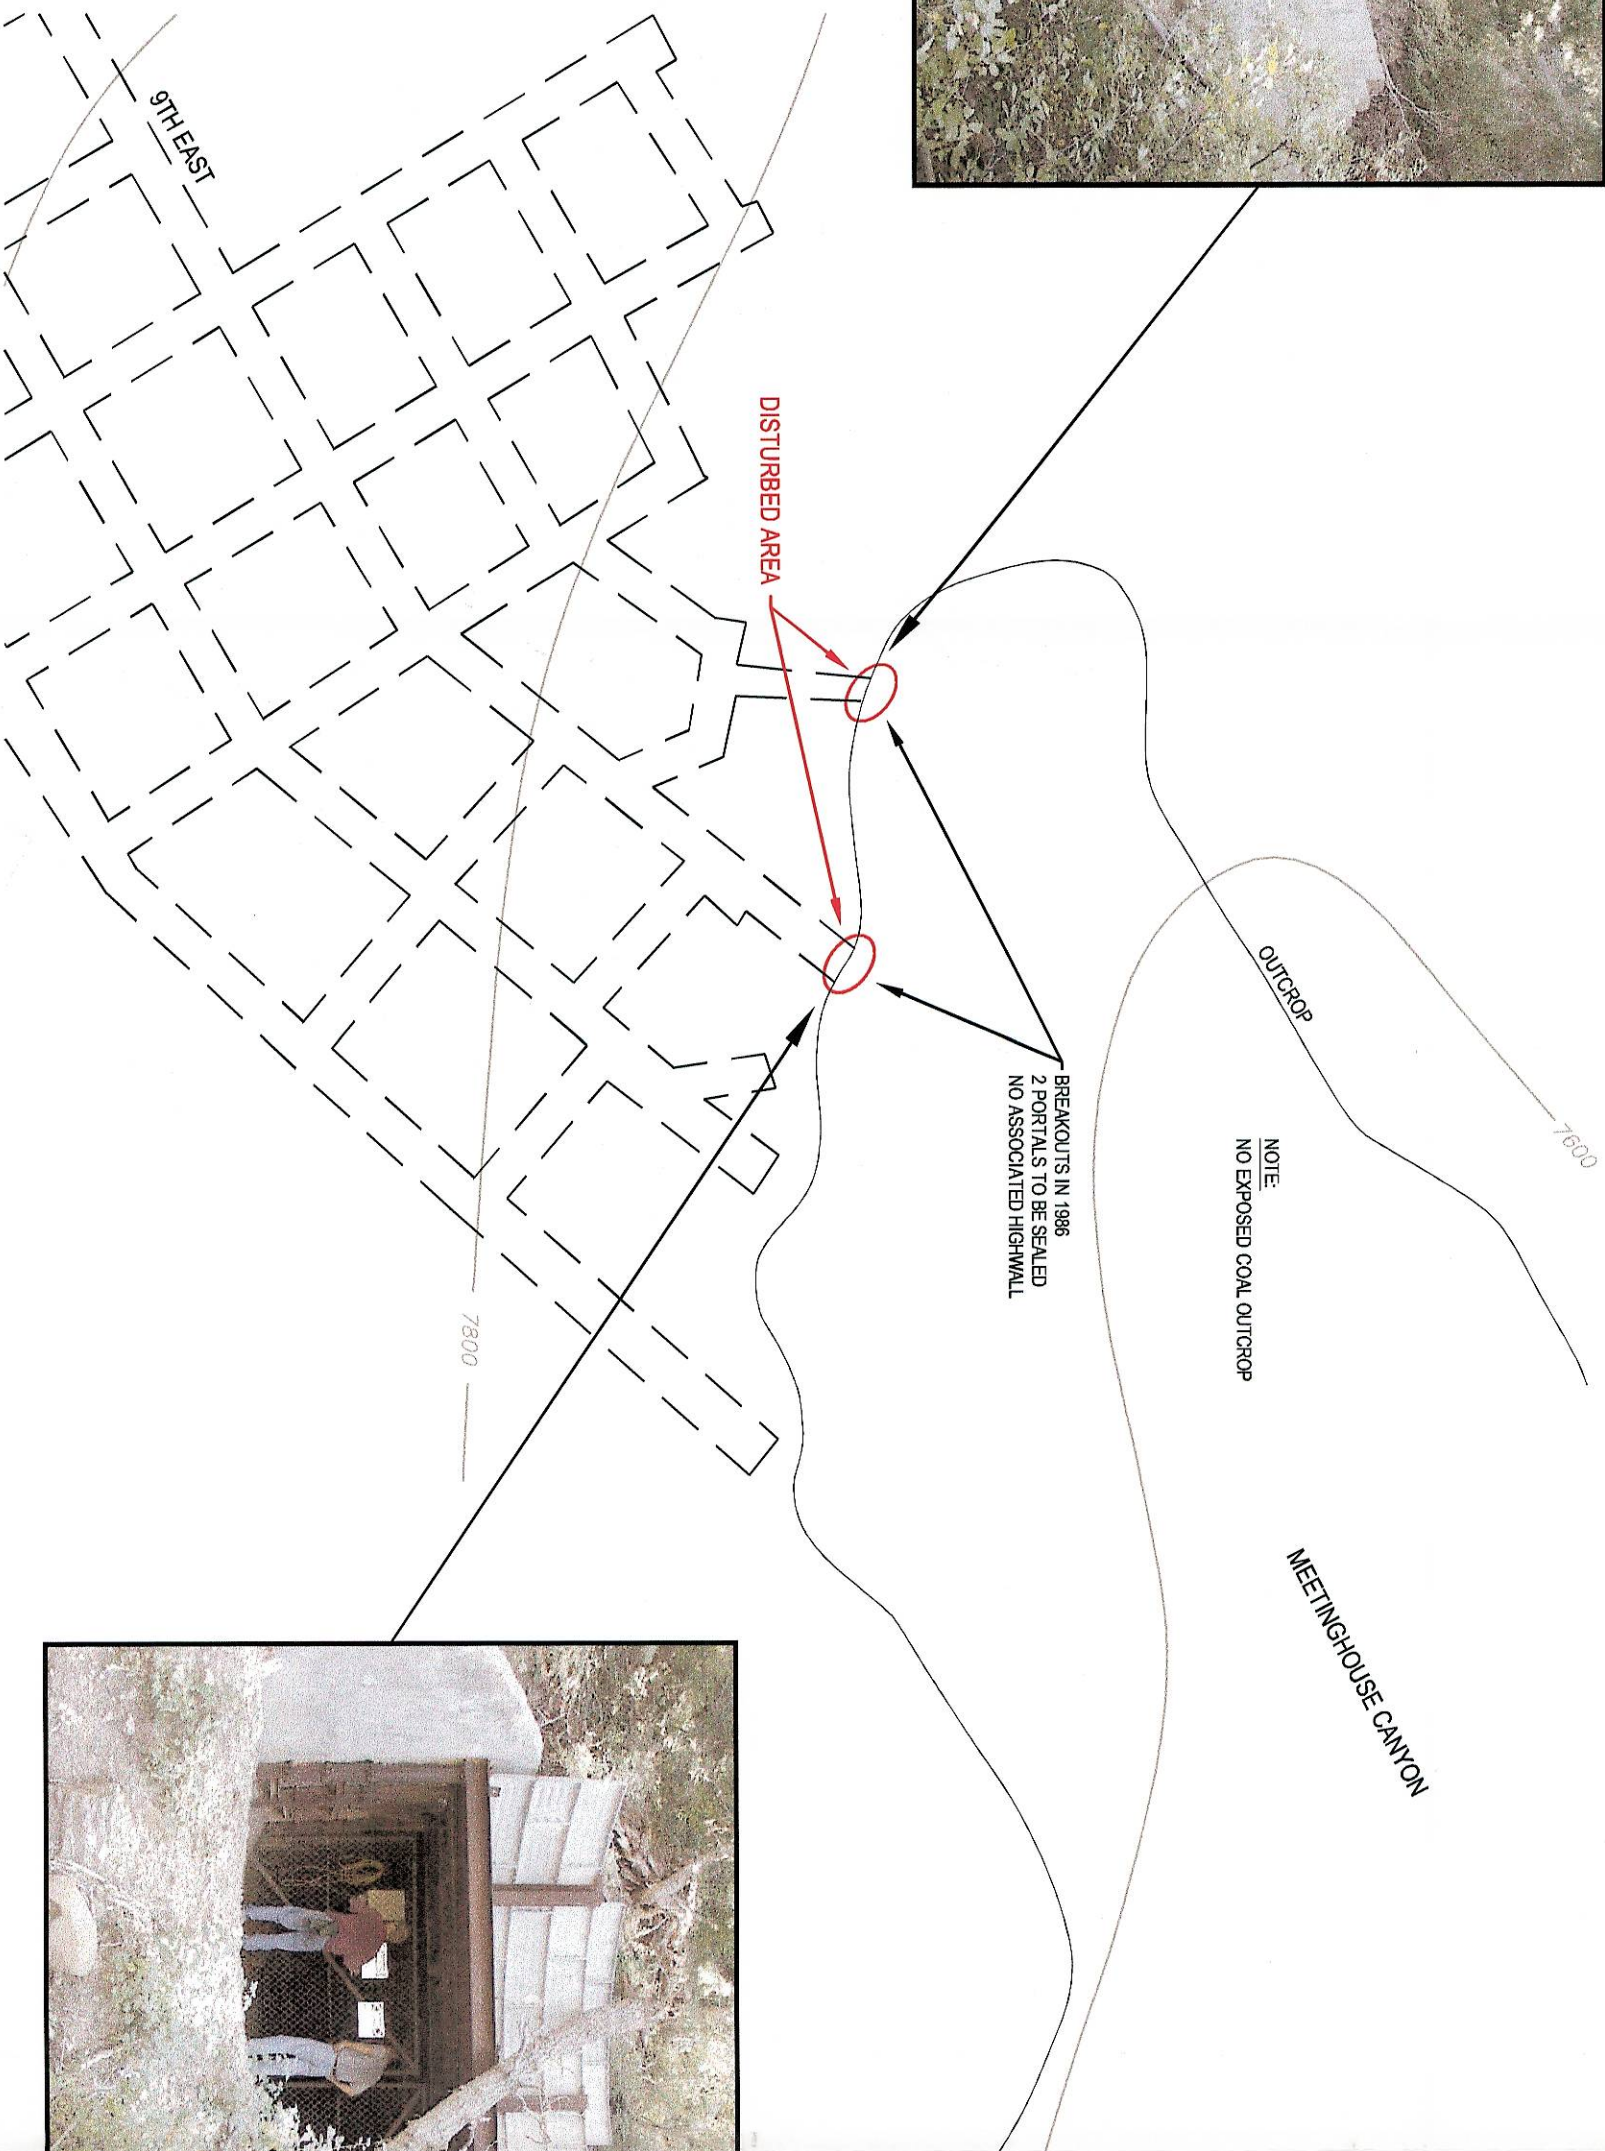 9TH EAST
DISTURBED AREA
BREAKOUTS IN 1986
2 PORTALS TO BE SEALED
NO ASSOCIATED HIGHWALL
NOTE:
NO EXPOSED COAL OUTCROP
OUTCROP
7600
7800
MEETINGHOUSE CANYON